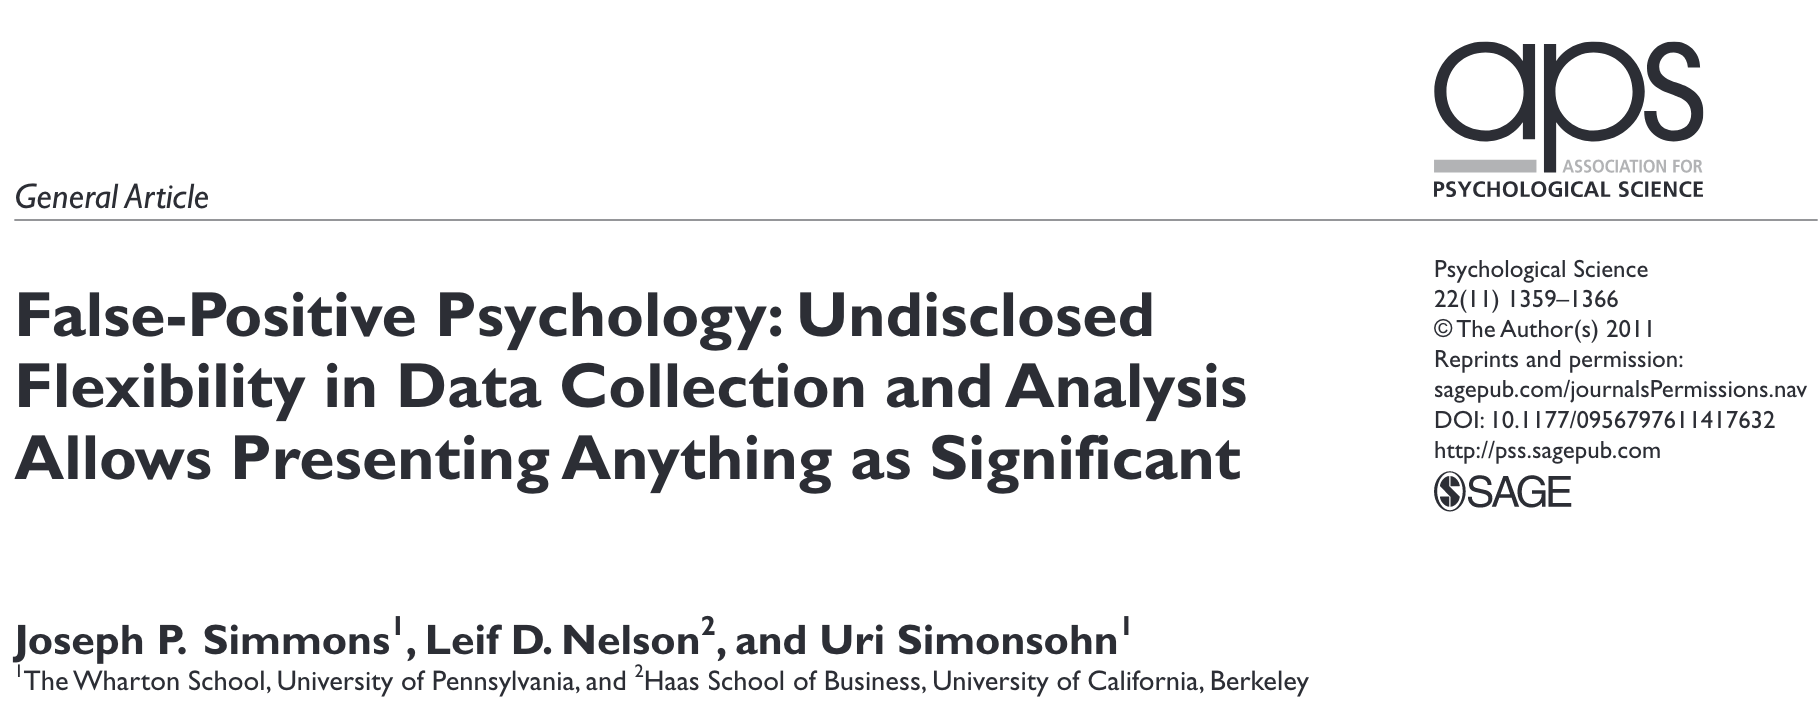 aps
ASSOCIATION FOR
PSYCHOLOGICAL SCIENCE
General Article
False-Positive Psychology: Undisclosed
Flexibility in Data Collection and Analysis
Allows Presenting Anything as Significant
Psychological Science
22(11) 1359–1366
© The Author(s) 2011
Reprints and permission:
sagepub.com/journalsPermissions.nav
DOI: 10.1177/0956797611417632
http://pss.sagepub.com
SAGE
Joseph P. Simmons¹, Leif D. Nelson², and Uri Simonsohn¹
¹The Wharton School, University of Pennsylvania, and ²Haas School of Business, University of California, Berkeley